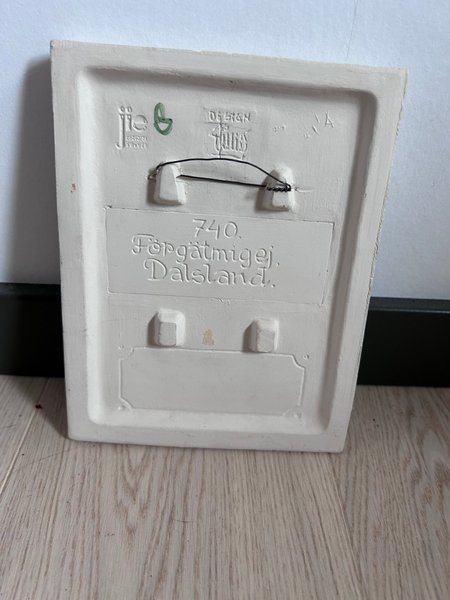 jie
DESIGN
740.
Förgätmigej.
Dalsland.